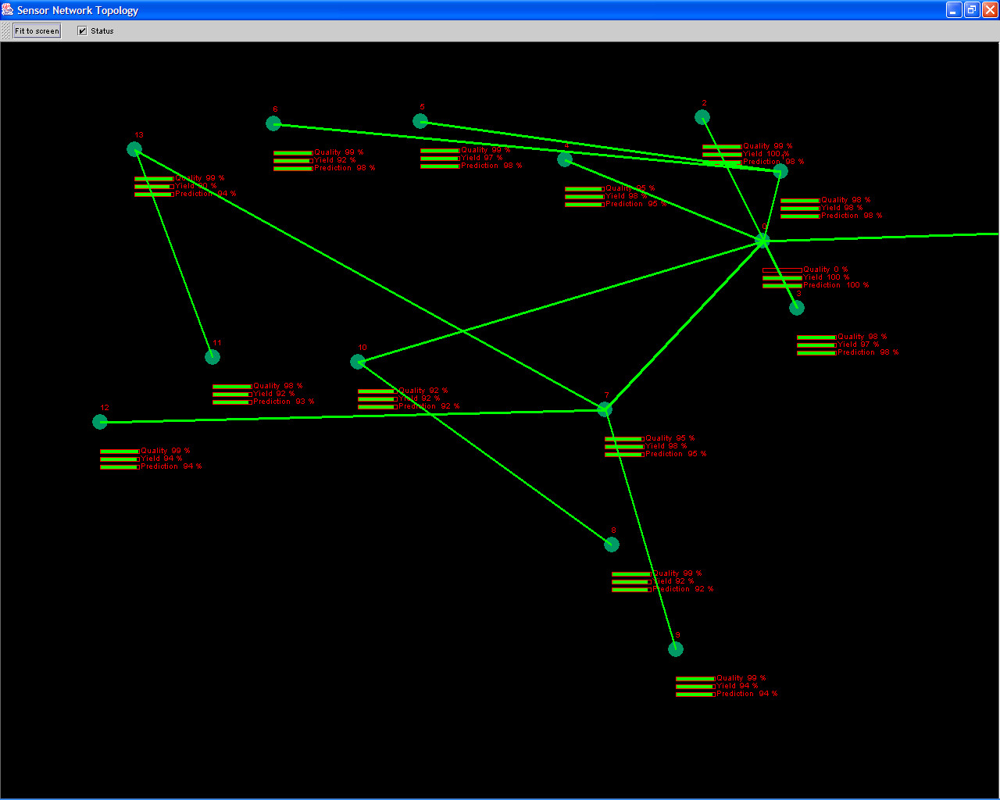 Sensor Network Topology
Fit to screen
Status
2
6
5
13
4
Quality 99 %
Yield 100 %
Prediction 98 %
1
Quality 99 %
Yield 92 %
Prediction 98 %
Quality 99 %
Yield 97 %
Prediction 98 %
Quality 99 %
Prediction 94 %
Quality 95 %
Yield 98 %
Prediction 95 %
Quality 98 %
Yield 98 %
Prediction 98 %
0
Quality 0 %
Yield 100 %
Prediction 100 %
3
Quality 98 %
Yield 97 %
Prediction 98 %
11
10
Quality 98 %
Yield 92 %
Prediction 93 %
Quality 92 %
Yield 92 %
Prediction 92 %
7
12
Quality 95 %
Yield 98 %
Prediction 95 %
Quality 99 %
Yield 94 %
Prediction 94 %
8
Quality 99 %
Yield 92 %
Prediction 92 %
9
Quality 99 %
Yield 94 %
Prediction 94 %